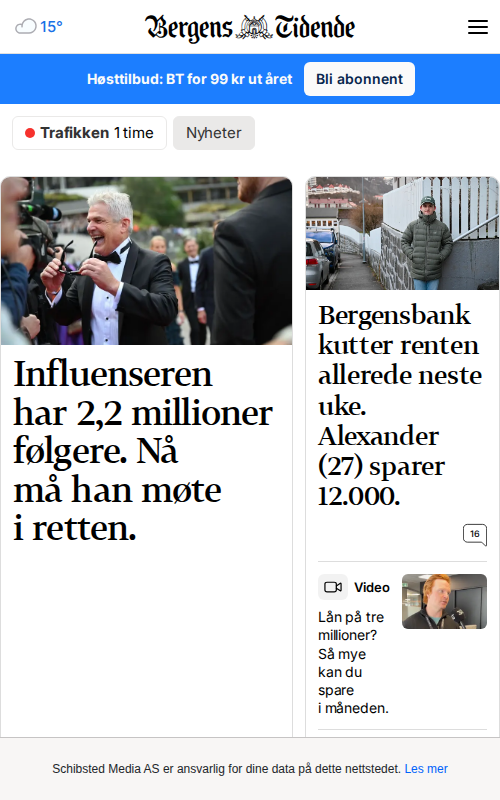 15°
Bergens Tidende
Høsttilbud: BT for 99 kr ut året
Bli abonnent
Trafikken 1 time
Nyheter
Influenseren
har 2,2 millioner
følgere. Nå
må han møte
i retten.
Bergensbank
kutter renten
allerede neste
uke.
Alexander
(27) sparer
12.000.
16
Video
Lån på tre
millioner?
Så mye
kan du
spare
i måneden.
Schibsted Media AS er ansvarlig for dine data på dette nettstedet. Les mer